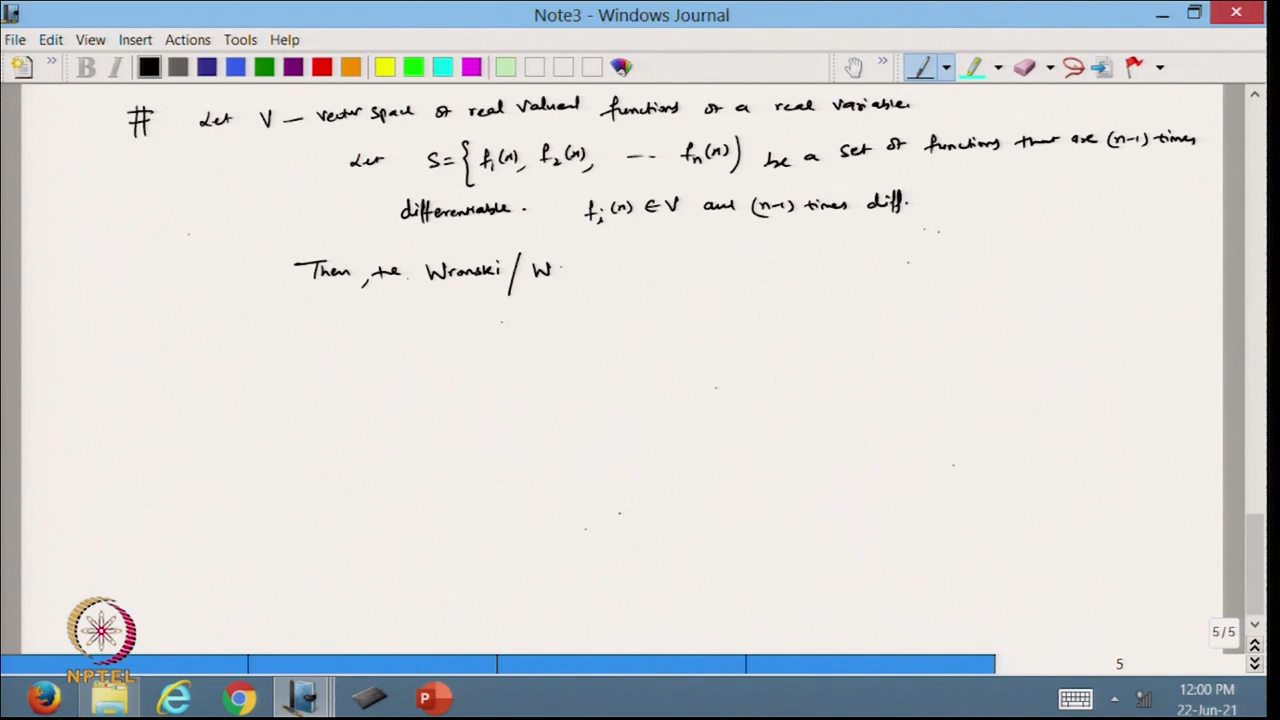 Note3 - Windows Journal
File Edit View Insert Actions Tools Help
# Let V — vector space of real valued functions of a real variable.
Let S = { f₁(x), f₂(x), --- fₙ(x) } be a set of functions that are (n-1) times
differentiable. fᵢ(x) ∈ V and (n-1) times diff.
Then, the Wronski / W
5/5
NPTEL
5
12:00 PM
22-Jun-21